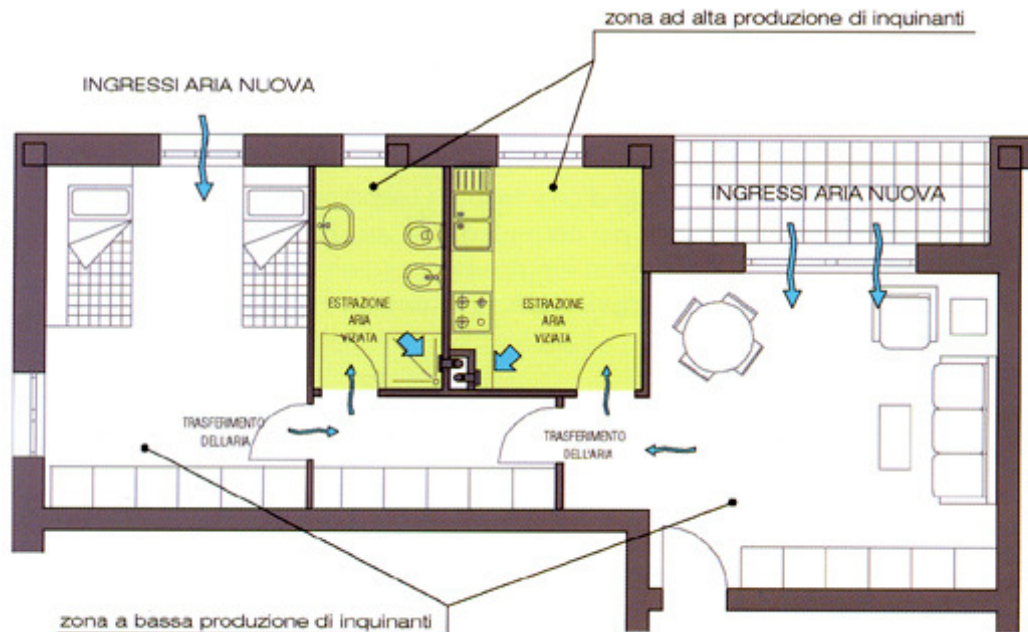 zona ad alta produzione di inquinanti
INGRESSI ARIA NUOVA
INGRESSI ARIA NUOVA
ESTRAZIONE
ARIA
VIZIATA
ESTRAZIONE
ARIA
VIZIATA
TRASFERIMENTO
DELL'ARIA
TRASFERIMENTO
DELL'ARIA
zona a bassa produzione di inquinanti